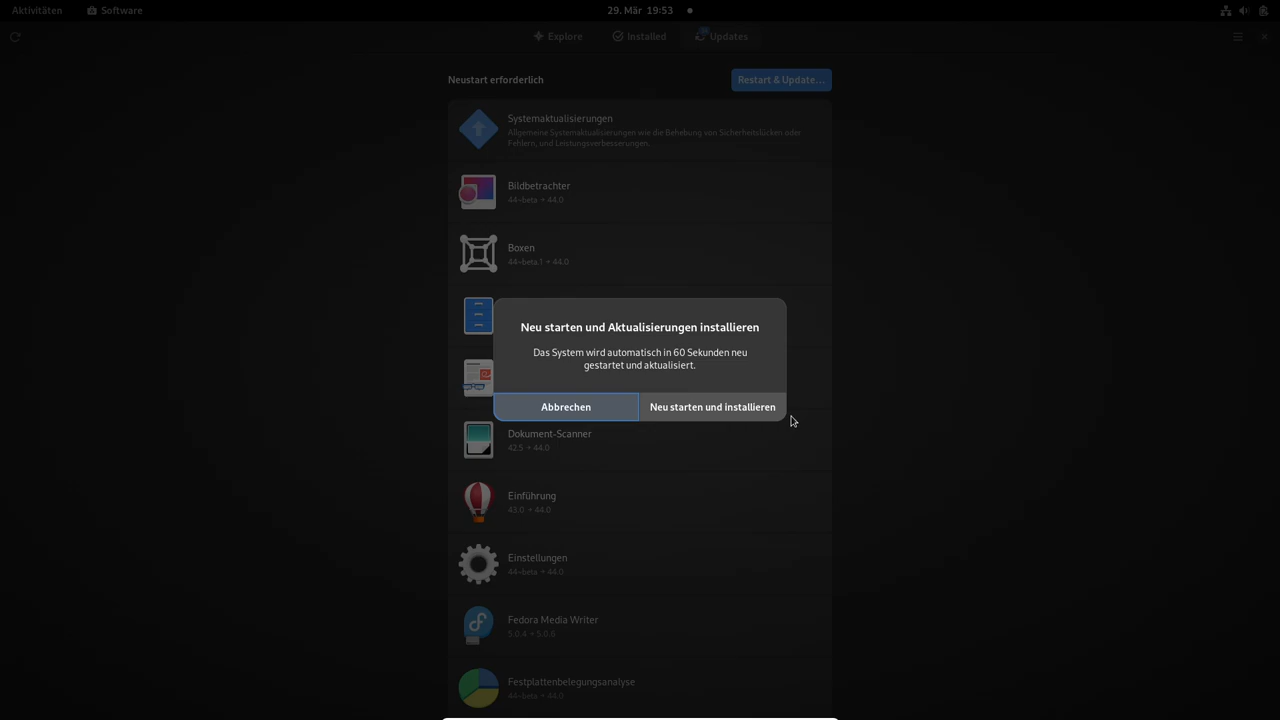 Aktivitäten
Software
29. Mär 19:53
Explore
Installed
Updates
Neustart erforderlich
Restart & Update...
Systemaktualisierungen
Allgemeine Systemaktualisierungen wie die Behebung von Sicherheitslücken oder
Fehlern, und Leistungsverbesserungen.
Bildbetrachter
44~beta → 44.0
Boxen
44~beta.1 → 44.0
Neu starten und Aktualisierungen installieren
Das System wird automatisch in 60 Sekunden neu
gestartet und aktualisiert.
Abbrechen
Neu starten und installieren
Dokument-Scanner
42.5 → 44.0
Einführung
43.0 → 44.0
Einstellungen
44~beta → 44.0
Fedora Media Writer
5.0.4 → 5.0.6
Festplattenbelegungsanalyse
44~beta → 44.0